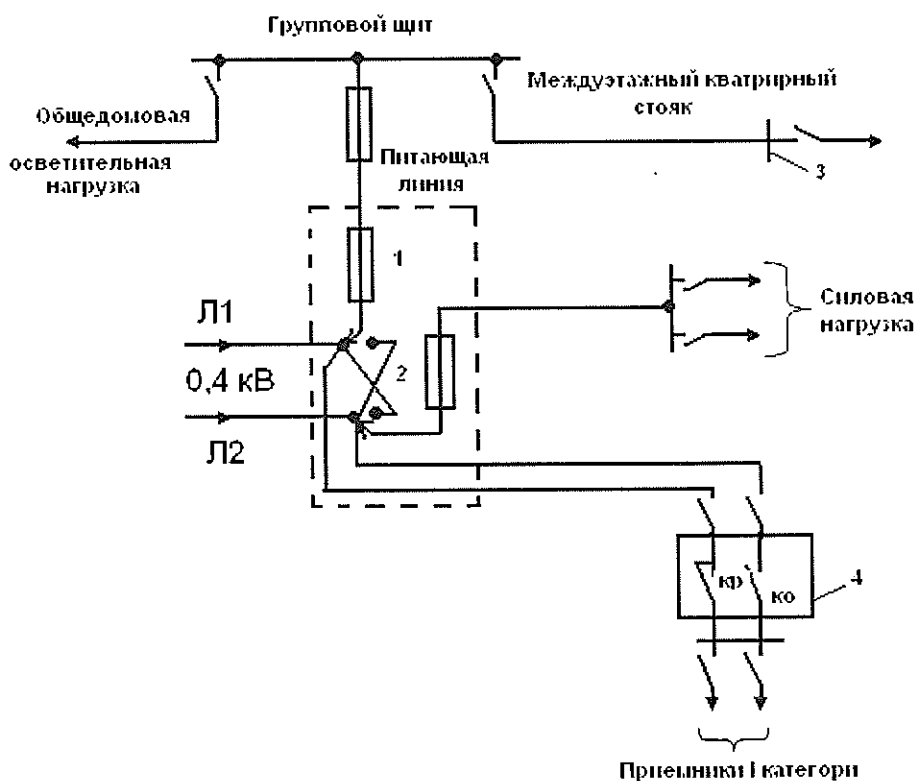 Групповой щит
Междуэтажный кватрирный
стояк
Общедомовая
осветительная
нагрузка
Питающая
линия
3
1
Л1
0,4 кВ
2
Л2
Силовая
нагрузка
кр
ко
4
Приемники I категори